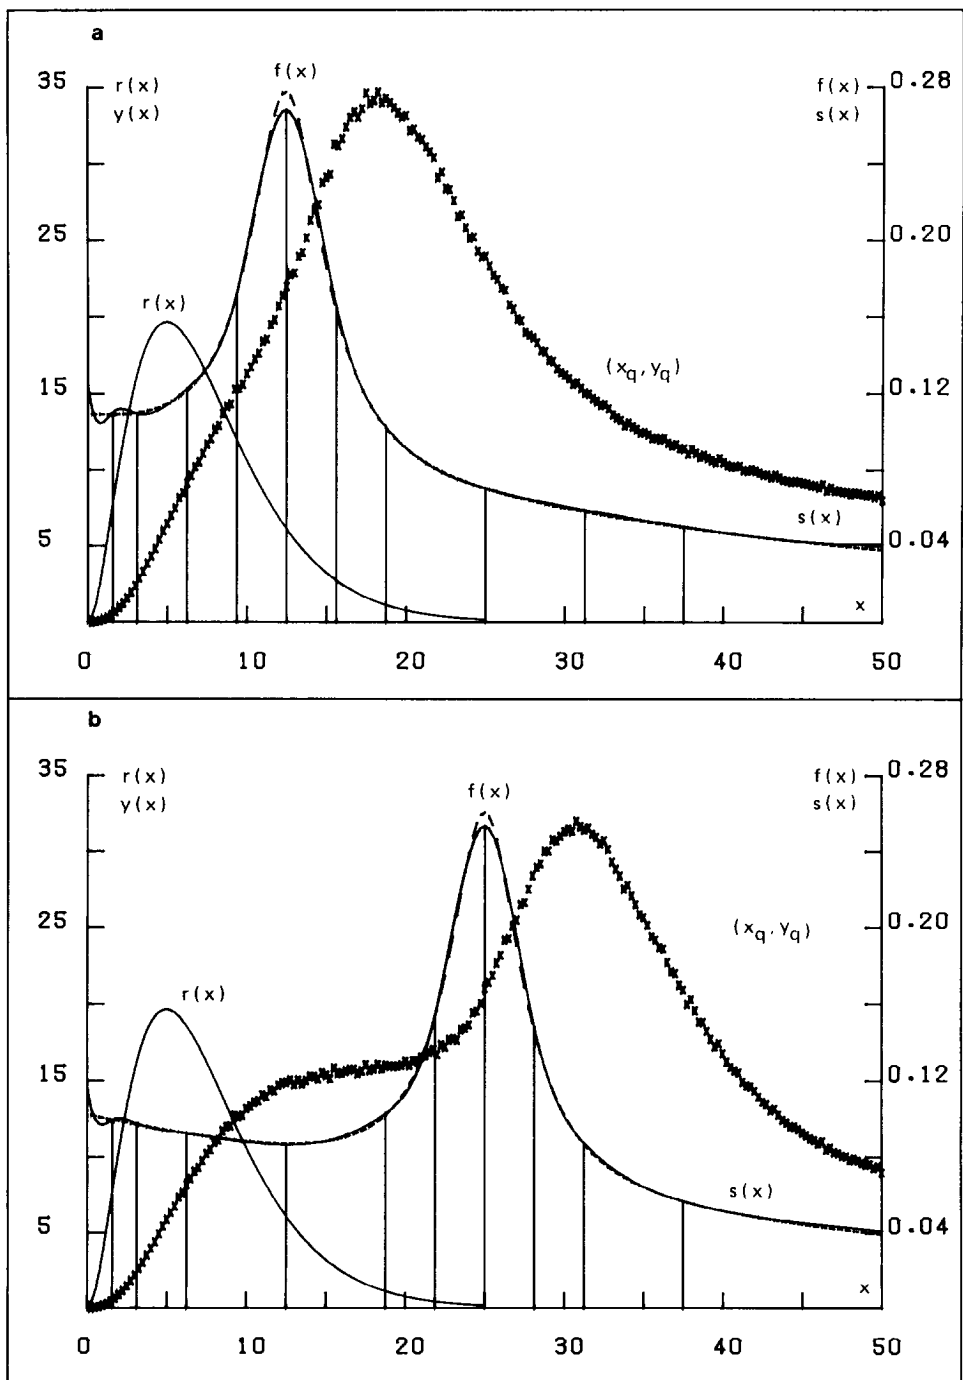 a
35 r(x) f(x) f(x) 0.28
y(x) s(x)
25 0.20
r(x)
(xq, yq)
15 0.12
s(x)
5 0.04
x
0 10 20 30 40 50
b
35 r(x) f(x) f(x) 0.28
y(x) s(x)
25 (xq, yq) 0.20
r(x)
15 0.12
s(x)
5 0.04
x
0 10 20 30 40 50